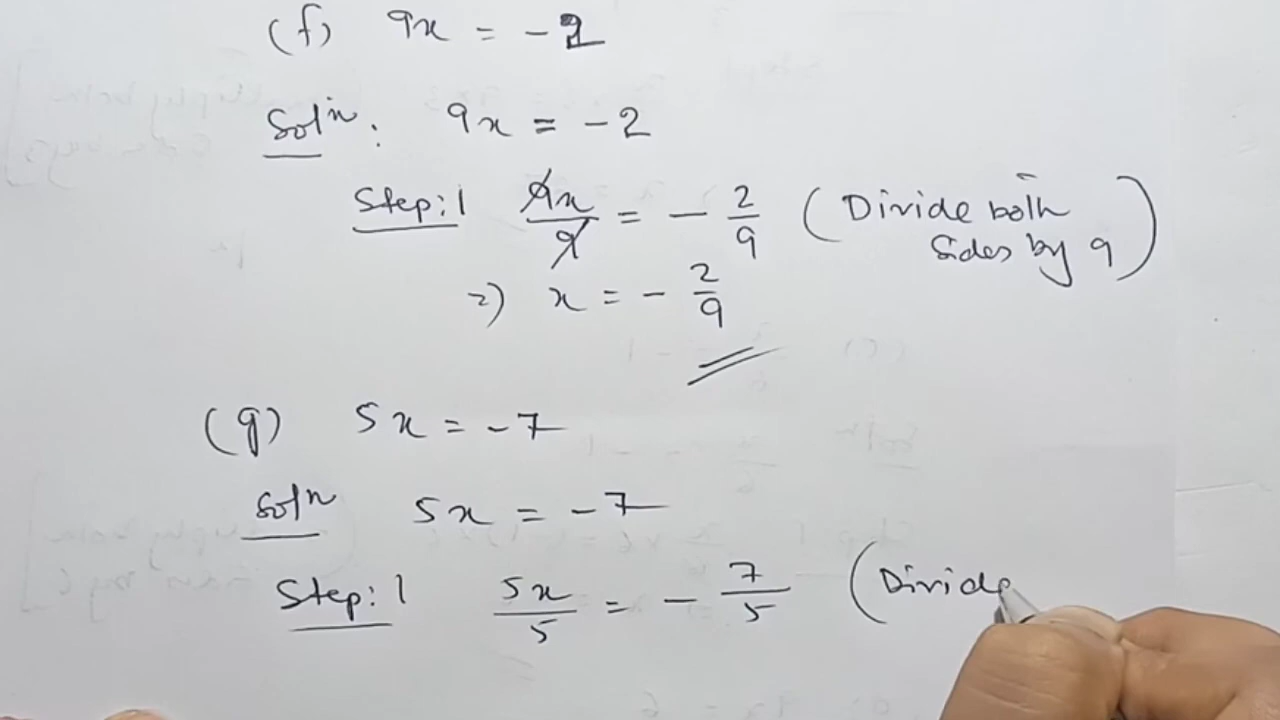 (f) 9x = -2
Solⁿ: 9x = -2
Step:1 9x/9 = - 2/9 (Divide both
sides by 9)
=) x = - 2/9
(g) 5x = -7
Solⁿ 5x = -7
Step:1 5x/5 = - 7/5 (Divide